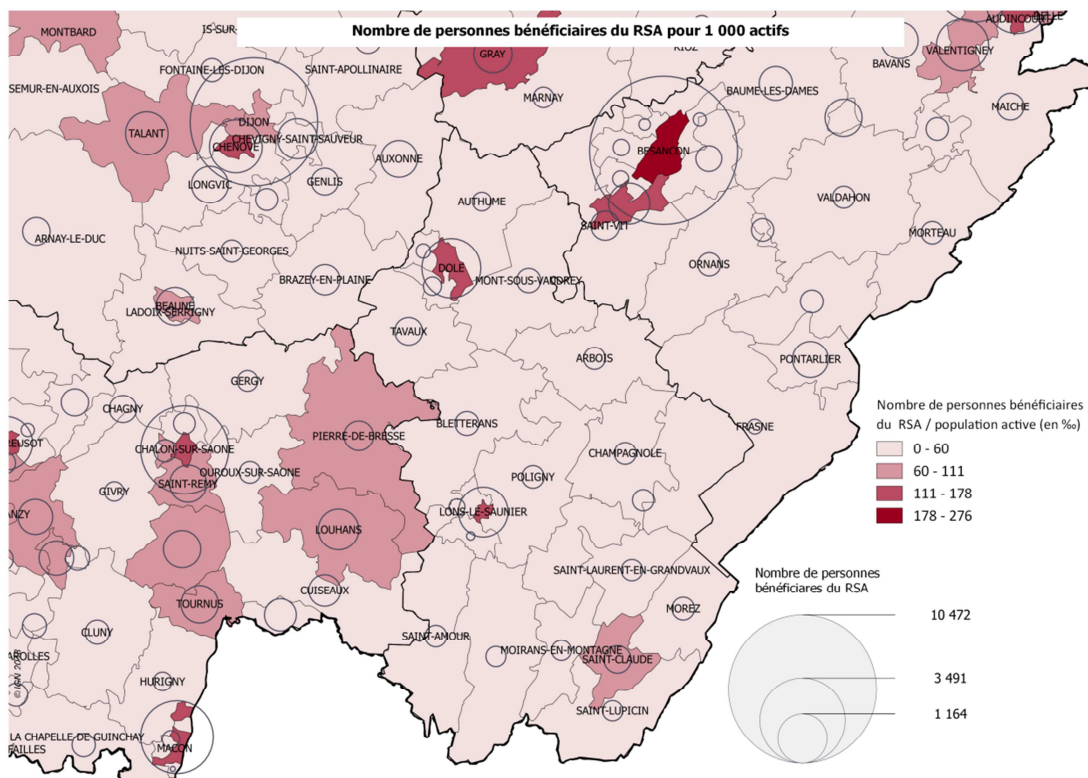 Nombre de personnes bénéficiaires du RSA pour 1 000 actifs
MONTBARD
IS-SUR-
RIOZ
AUDINCOURT
DELLE
GRAY
VALENTIGNEY
BAVANS
FONTAINE-LES-DIJON
SAINT-APOLLINAIRE
SEMUR-EN-AUXOIS
MARNAY
BAUME-LES-DAMES
MAICHE
DIJON
TALANT
CHEVIGNY-SAINT-SAUVEUR
CHENOVE
BESANCON
AUXONNE
LONGVIC
GENLIS
AUTHUME
VALDAHON
SAINT-VIT
MORTEAU
ARNAY-LE-DUC
NUITS-SAINT-GEORGES
ORNANS
DOLE
BRAZEY-EN-PLAINE
MONT-SOUS-VAUDREY
BEAUNE
LADOIX-SERRIGNY
TAVAUX
ARBOIS
PONTARLIER
GERGY
CHAGNY
BLETTERANS
FRASNE
PIERRE-DE-BRESSE
REUSOT
CHALON-SUR-SAONE
CHAMPAGNOLE
OUROUX-SUR-SAONE
POLIGNY
SAINT-REMY
GIVRY
LONS-LE-SAUNIER
ANZY
LOUHANS
SAINT-LAURENT-EN-GRANDVAUX
CUISEAUX
TOURNUS
MOREZ
CLUNY
SAINT-AMOUR
MOIRANS-EN-MONTAGNE
SAINT-CLAUDE
AROLLES
HURIGNY
SAINT-LUPICIN
LA CHAPELLE-DE-GUINCHAY
MACON
FAILLES
Nombre de personnes bénéficiaires
du RSA / population active (en ‰)
0 - 60
60 - 111
111 - 178
178 - 276
Nombre de personnes
bénéficiaires du RSA
10 472
3 491
1 164